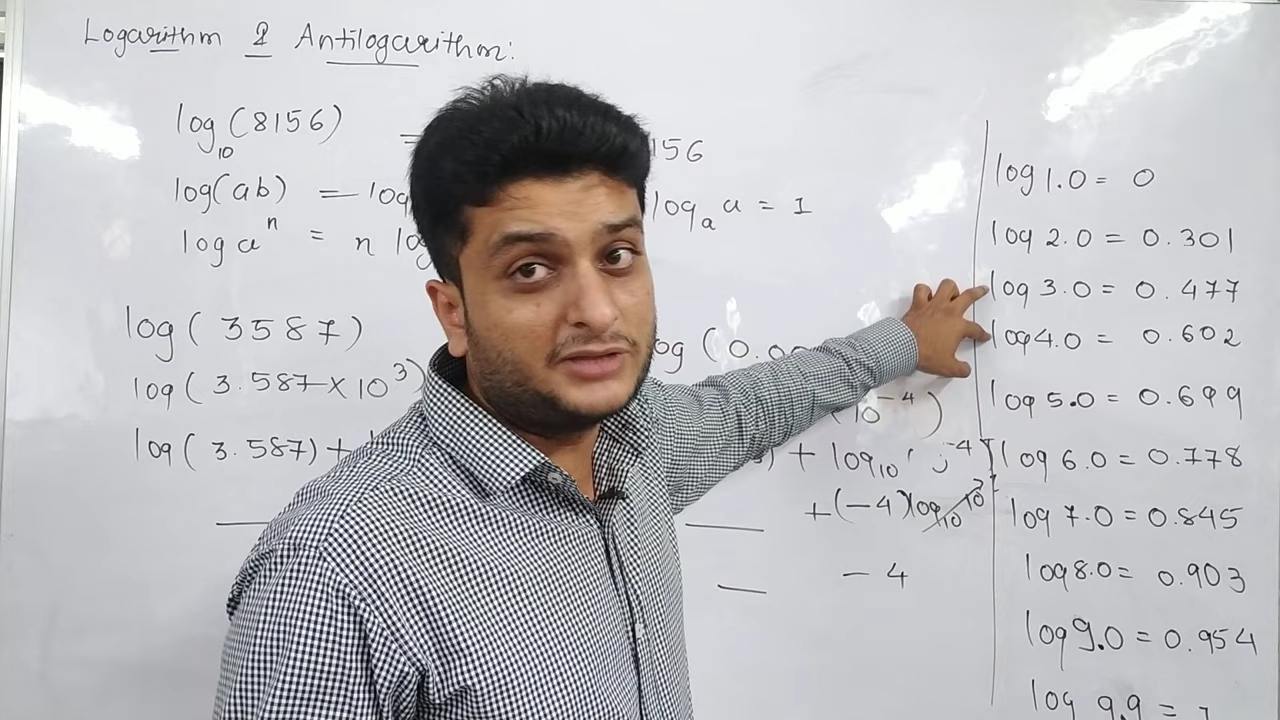 Logarithm & Antilogarithm:
log₁₀(8156) = 156
log(ab) = log logₐ a = 1
log aⁿ = n log
log(3587) log(0.00
log(3.587×10³) 10⁻⁴)
log(3.587)+ ) + log₁₀ ⁻⁴
+(-4)log₁₀
- 4
log 1.0 = 0
log 2.0 = 0.301
log 3.0 = 0.477
log 4.0 = 0.602
log 5.0 = 0.699
log 6.0 = 0.778
log 7.0 = 0.845
log 8.0 = 0.903
log 9.0 = 0.954
log 9.9 =